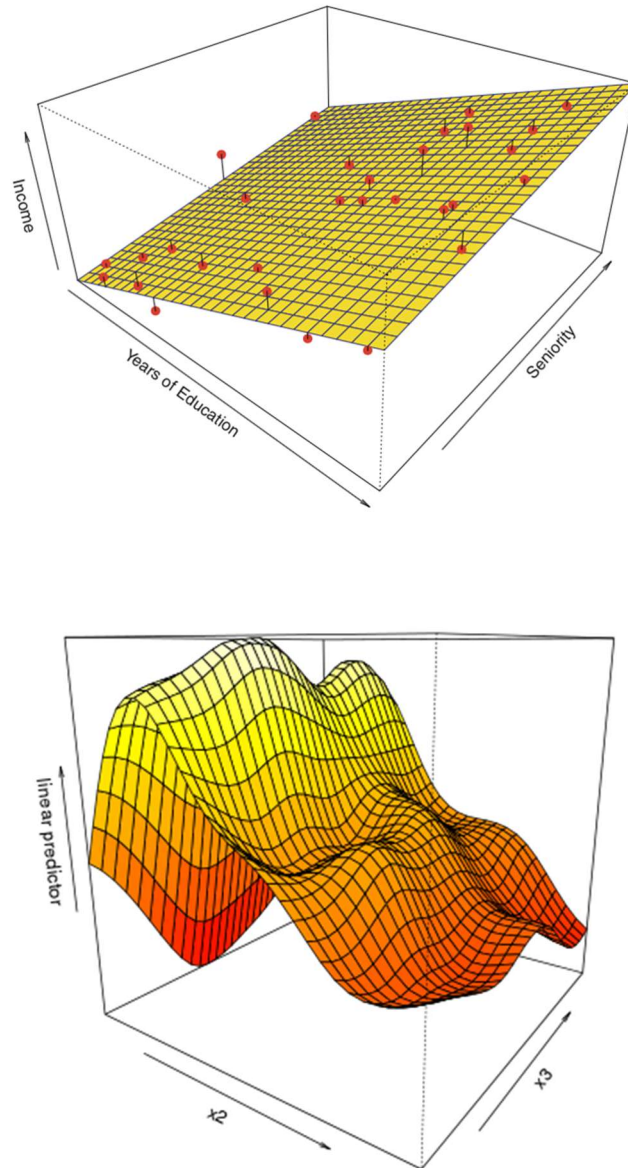 Income
Years of Education
Seniority
linear predictor
x2
x3